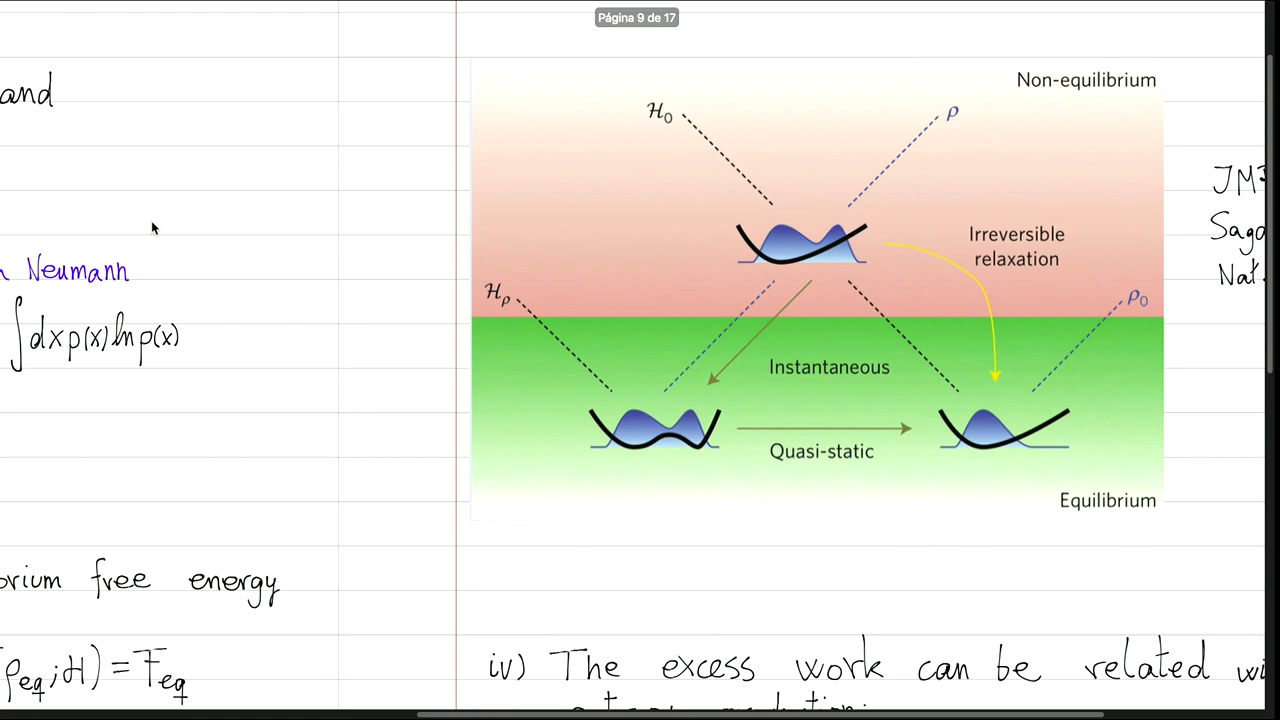 Página 9 de 17
and
Neumann
∫dx ρ(x) ln ρ(x)
free energy
ρeq;ℋ) = Feq
Non-equilibrium
ℋ0
ρ
Irreversible
relaxation
ℋρ
ρ0
Instantaneous
Quasi-static
Equilibrium
iv) The excess work can be related